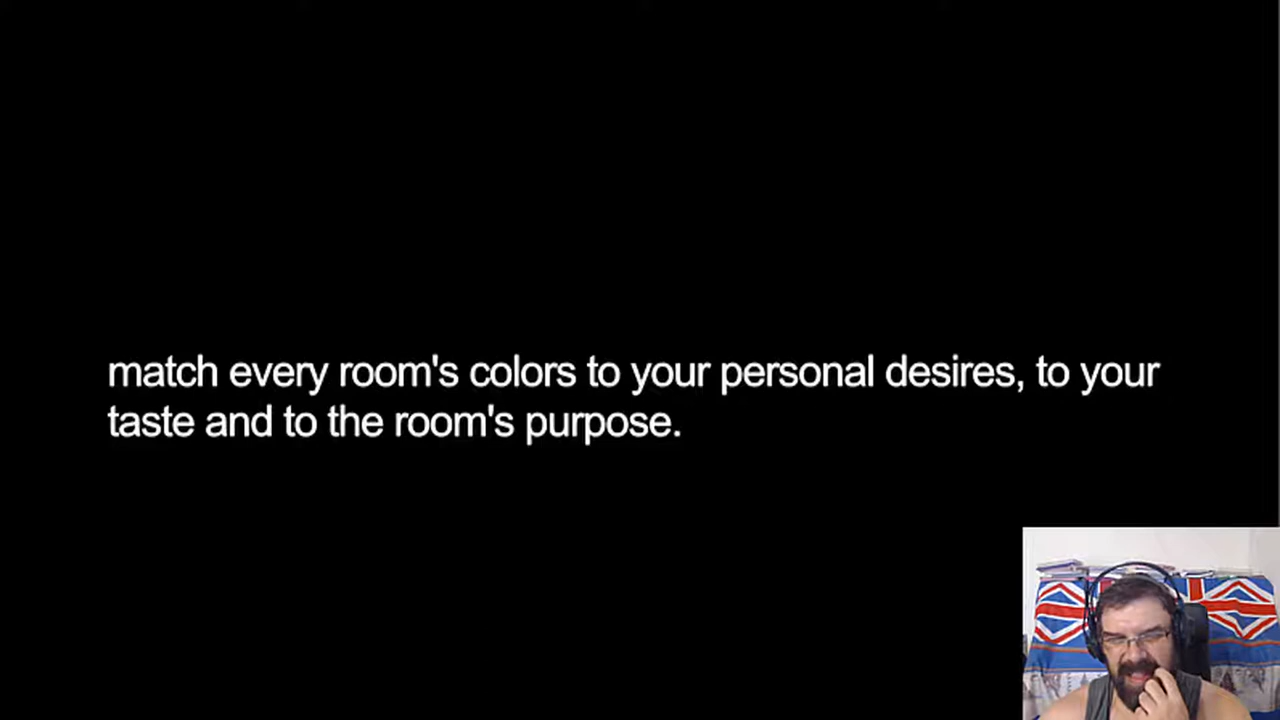 match every room's colors to your personal desires, to your
taste and to the room's purpose.